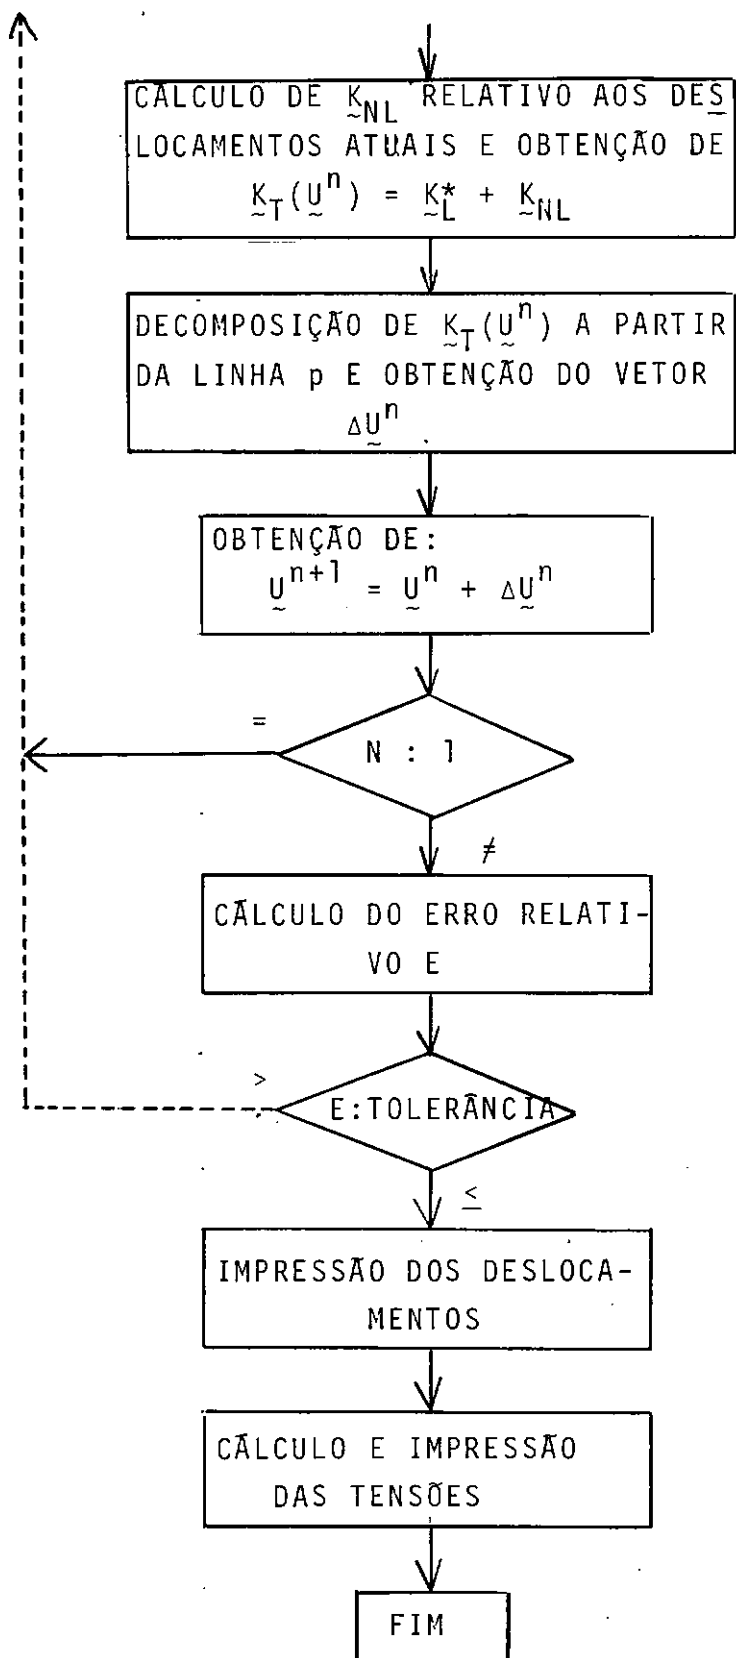 CÁLCULO DE K_NL RELATIVO AOS DES
LOCAMENTOS ATUAIS E OBTENÇÃO DE
K_T(U^n) = K*_L + K_NL
DECOMPOSIÇÃO DE K_T(U^n) A PARTIR
DA LINHA p E OBTENÇÃO DO VETOR
ΔU^n
OBTENÇÃO DE:
U^n+1 = U^n + ΔU^n
=
N : 1
≠
CÁLCULO DO ERRO RELATI-
VO E
>
E:TOLERÂNCIA
≤
IMPRESSÃO DOS DESLOCA-
MENTOS
CÁLCULO E IMPRESSÃO
DAS TENSÕES
FIM